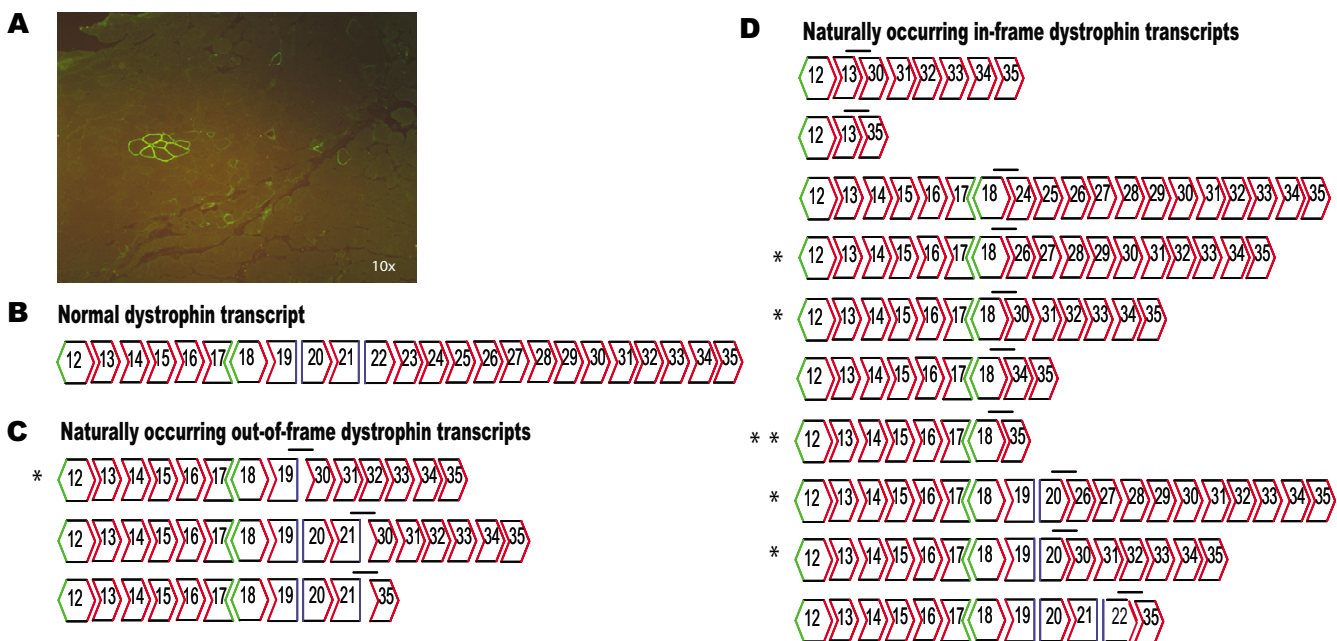 A
10x
B Normal dystrophin transcript
12 13 14 15 16 17 18 19 20 21 22 23 24 25 26 27 28 29 30 31 32 33 34 35
C Naturally occurring out-of-frame dystrophin transcripts
* 12 13 14 15 16 17 18 19 30 31 32 33 34 35
12 13 14 15 16 17 18 19 20 21 30 31 32 33 34 35
12 13 14 15 16 17 18 19 20 21 35
D Naturally occurring in-frame dystrophin transcripts
12 13 30 31 32 33 34 35
12 13 35
12 13 14 15 16 17 18 24 25 26 27 28 29 30 31 32 33 34 35
* 12 13 14 15 16 17 18 26 27 28 29 30 31 32 33 34 35
* 12 13 14 15 16 17 18 30 31 32 33 34 35
12 13 14 15 16 17 18 34 35
* * 12 13 14 15 16 17 18 35
* 12 13 14 15 16 17 18 19 20 26 27 28 29 30 31 32 33 34 35
* 12 13 14 15 16 17 18 19 20 30 31 32 33 34 35
12 13 14 15 16 17 18 19 20 21 22 35